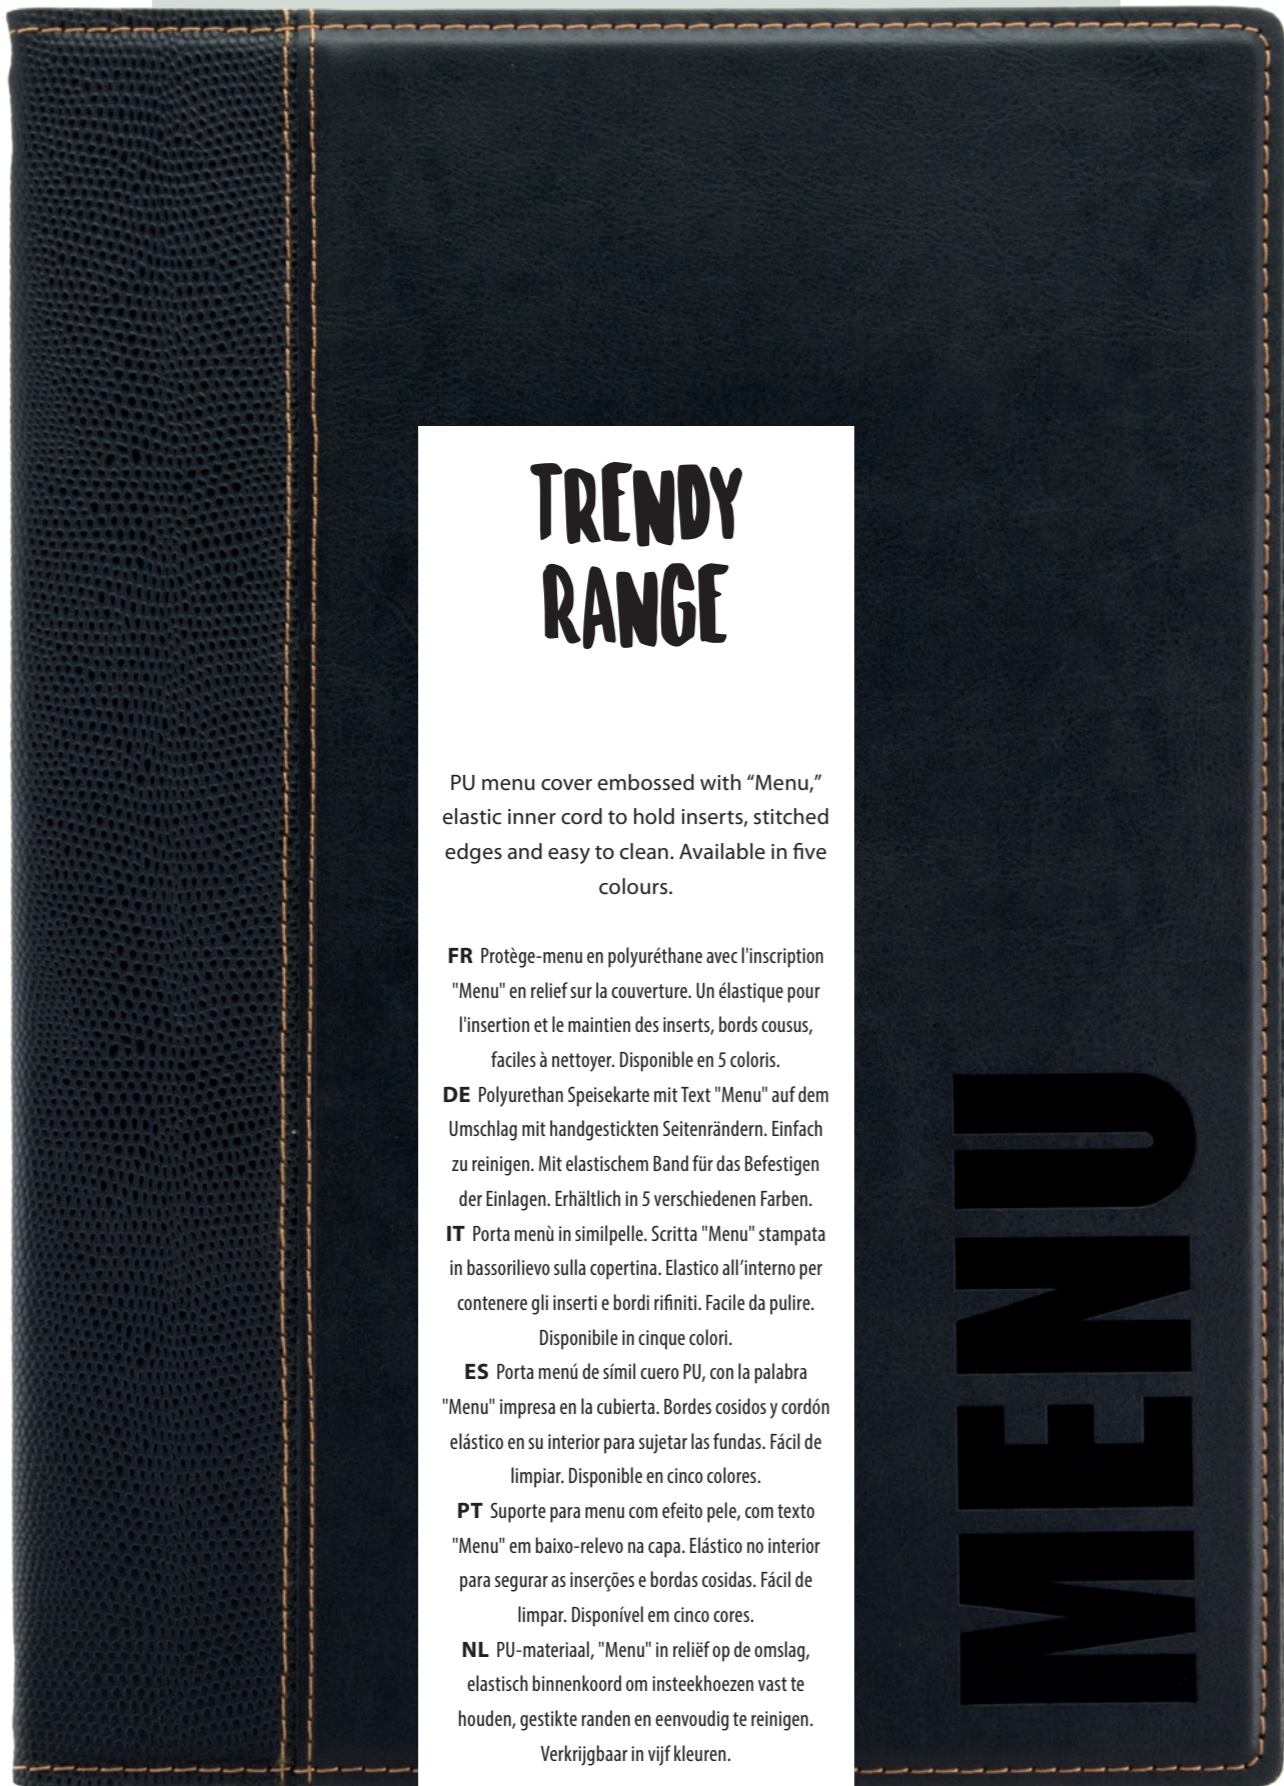 TRENDY
RANGE
PU menu cover embossed with “Menu,”
elastic inner cord to hold inserts, stitched
edges and easy to clean. Available in five
colours.
FR Protège-menu en polyuréthane avec l'inscription
"Menu" en relief sur la couverture. Un élastique pour
l'insertion et le maintien des inserts, bords cousus,
faciles à nettoyer. Disponible en 5 coloris.
DE Polyurethan Speisekarte mit Text "Menu" auf dem
Umschlag mit handgestickten Seitenrändern. Einfach
zu reinigen. Mit elastischem Band für das Befestigen
der Einlagen. Erhältlich in 5 verschiedenen Farben.
IT Porta menù in similpelle. Scritta "Menu" stampata
in bassorilievo sulla copertina. Elastico all’interno per
contenere gli inserti e bordi rifiniti. Facile da pulire.
Disponibile in cinque colori.
ES Porta menú de símil cuero PU, con la palabra
"Menu" impresa en la cubierta. Bordes cosidos y cordón
elástico en su interior para sujetar las fundas. Fácil de
limpiar. Disponible en cinco colores.
PT Suporte para menu com efeito pele, com texto
"Menu" em baixo-relevo na capa. Elástico no interior
para segurar as inserções e bordas cosidas. Fácil de
limpar. Disponível em cinco cores.
NL PU-materiaal, "Menu" in reliëf op de omslag,
elastisch binnenkoord om insteekhoezen vast te
houden, gestikte randen en eenvoudig te reinigen.
Verkrijgbaar in vijf kleuren.
MENU